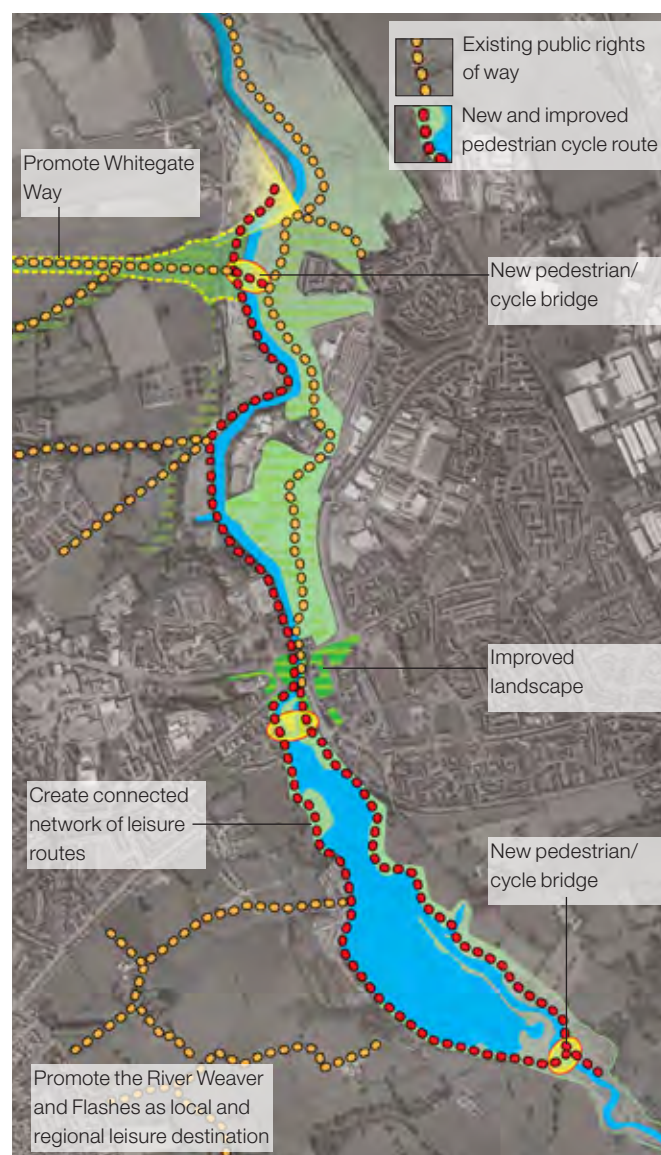 Existing public rights
of way
New and improved
pedestrian cycle route
Promote Whitegate
Way
New pedestrian/
cycle bridge
Improved
landscape
Create connected
network of leisure
routes
New pedestrian/
cycle bridge
Promote the River Weaver
and Flashes as local and
regional leisure destination